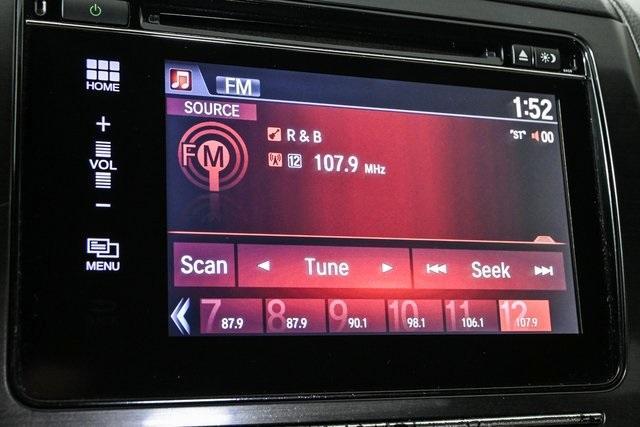 HOME
+
VOL
−
MENU
FM
1:52
SOURCE
"ST" 00
FM
R & B
12 107.9 MHz
Scan Tune Seek
7 87.9
8 87.9
9 90.1
10 98.1
11 106.1
12 107.9